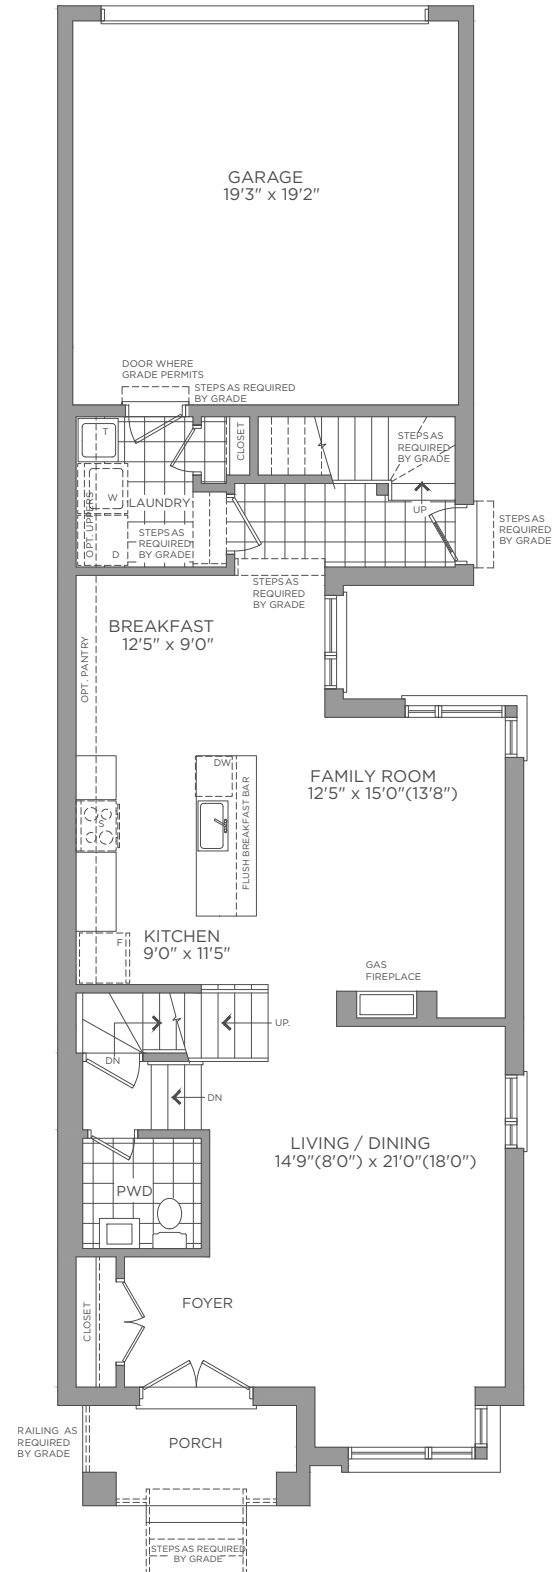 GARAGE
19'3" x 19'2"
DOOR WHERE
GRADE PERMITS
STEPS AS REQUIRED
BY GRADE
T
CLOSET
STEPS AS
REQUIRED
BY GRADE
OPT. UPPERS
W
LAUNDRY
UP
STEPS AS
REQUIRED
BY GRADE
D
STEPS AS
REQUIRED
BY GRADE
STEPS AS
REQUIRED
BY GRADE
BREAKFAST
12'5" x 9'0"
OPT. PANTRY
DW
FAMILY ROOM
12'5" x 15'0"(13'8")
S
FLUSH BREAKFAST BAR
KITCHEN
9'0" x 11'5"
F
GAS
FIREPLACE
UP.
DN
DN
LIVING / DINING
14'9"(8'0") x 21'0"(18'0")
PWD
FOYER
CLOSET
RAILING AS
REQUIRED
BY GRADE
PORCH
STEPS AS REQUIRED
BY GRADE